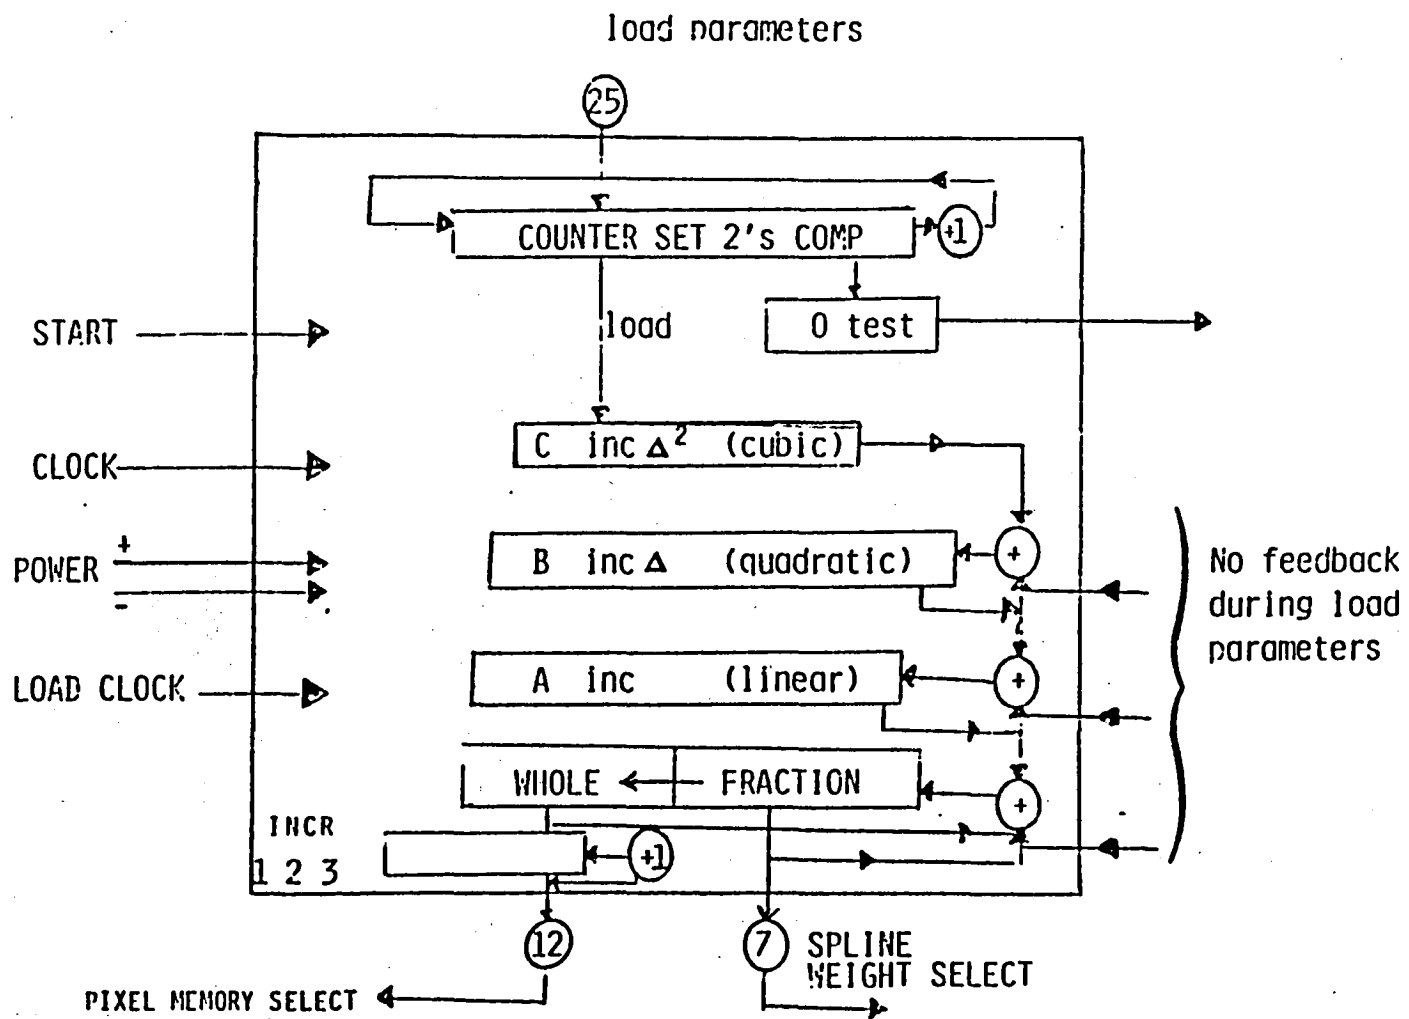 load parameters
25
COUNTER SET 2's COMP
+1
START
load
0 test
CLOCK
C inc Δ² (cubic)
POWER
+
-
B inc Δ (quadratic)
+
No feedback
during load
parameters
LOAD CLOCK
A inc (linear)
+
WHOLE
FRACTION
+
INCR
1 2 3
+1
12
7
SPLINE
WEIGHT SELECT
PIXEL MEMORY SELECT